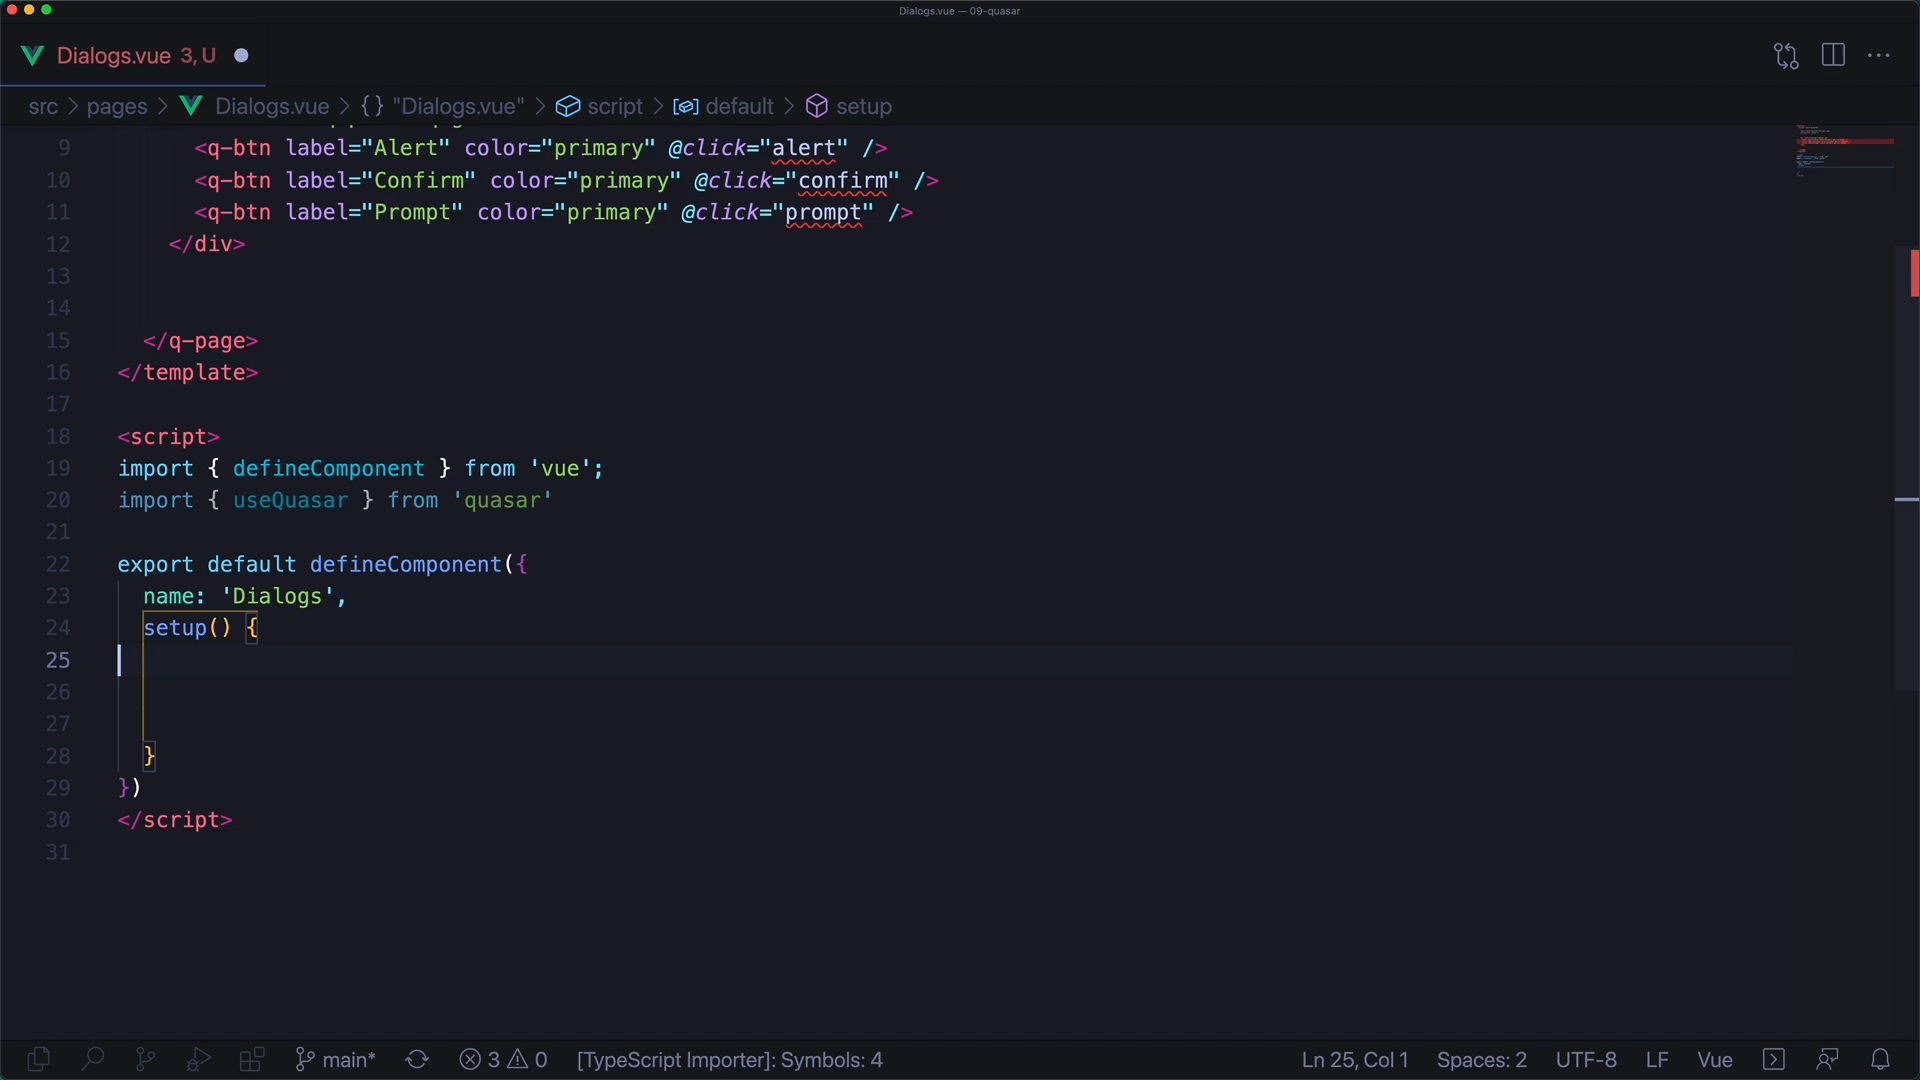 Dialogs.vue — 09-quasar
Dialogs.vue 3, U
src > pages > Dialogs.vue > {} "Dialogs.vue" > script > default > setup
9 <q-btn label="Alert" color="primary" @click="alert" />
10 <q-btn label="Confirm" color="primary" @click="confirm" />
11 <q-btn label="Prompt" color="primary" @click="prompt" />
12 </div>
13
14
15 </q-page>
16 </template>
17
18 <script>
19 import { defineComponent } from 'vue';
20 import { useQuasar } from 'quasar'
21
22 export default defineComponent({
23 name: 'Dialogs',
24 setup() {
25
26
27
28 }
29 })
30 </script>
31
main* 3 0 [TypeScript Importer]: Symbols: 4 Ln 25, Col 1 Spaces: 2 UTF-8 LF Vue